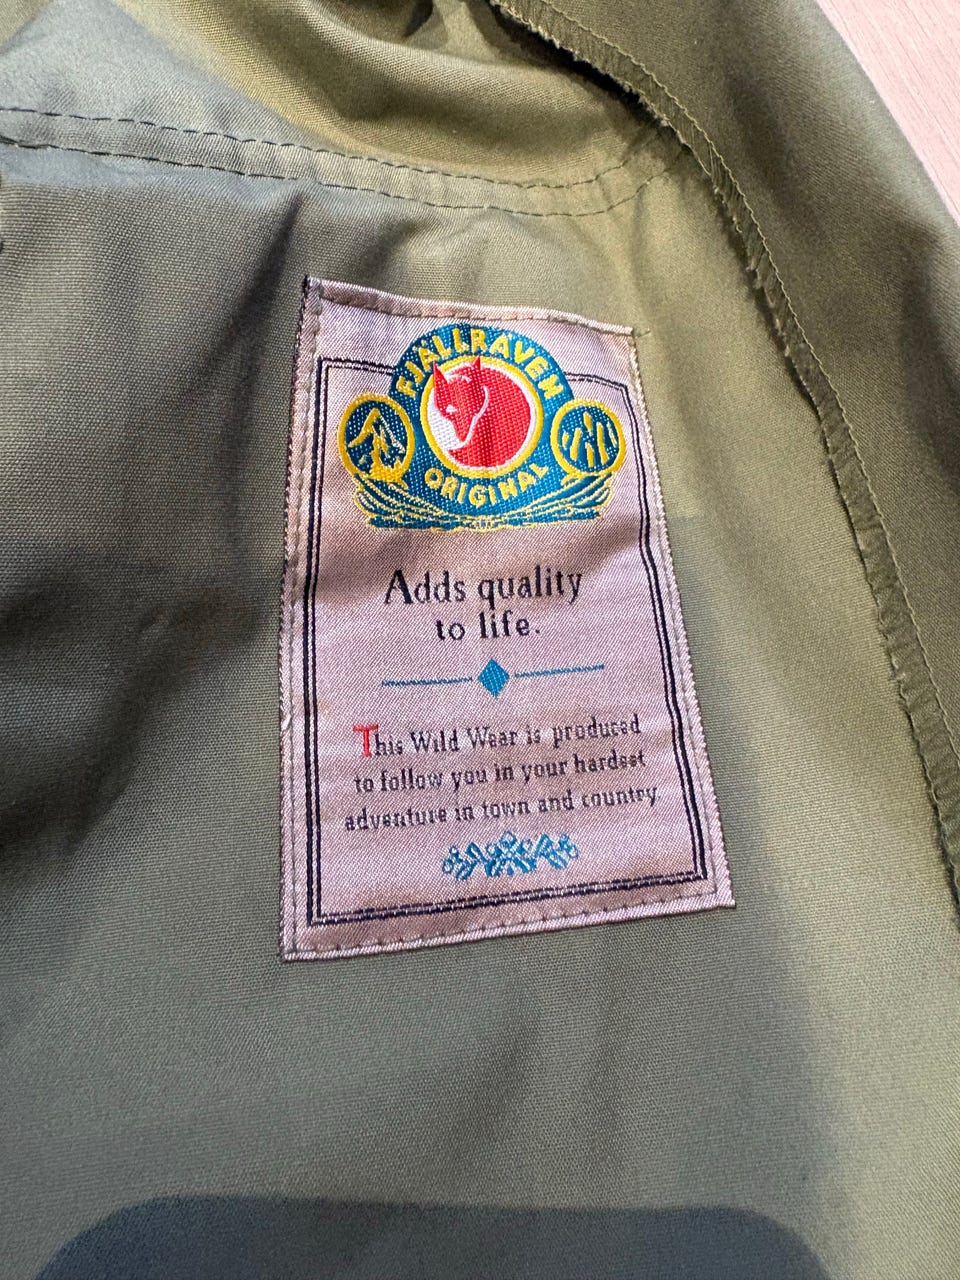 FJÄLLRÄVEN
ORIGINAL
Adds quality
to life.
This Wild Wear is produced
to follow you in your hardest
adventure in town and country.